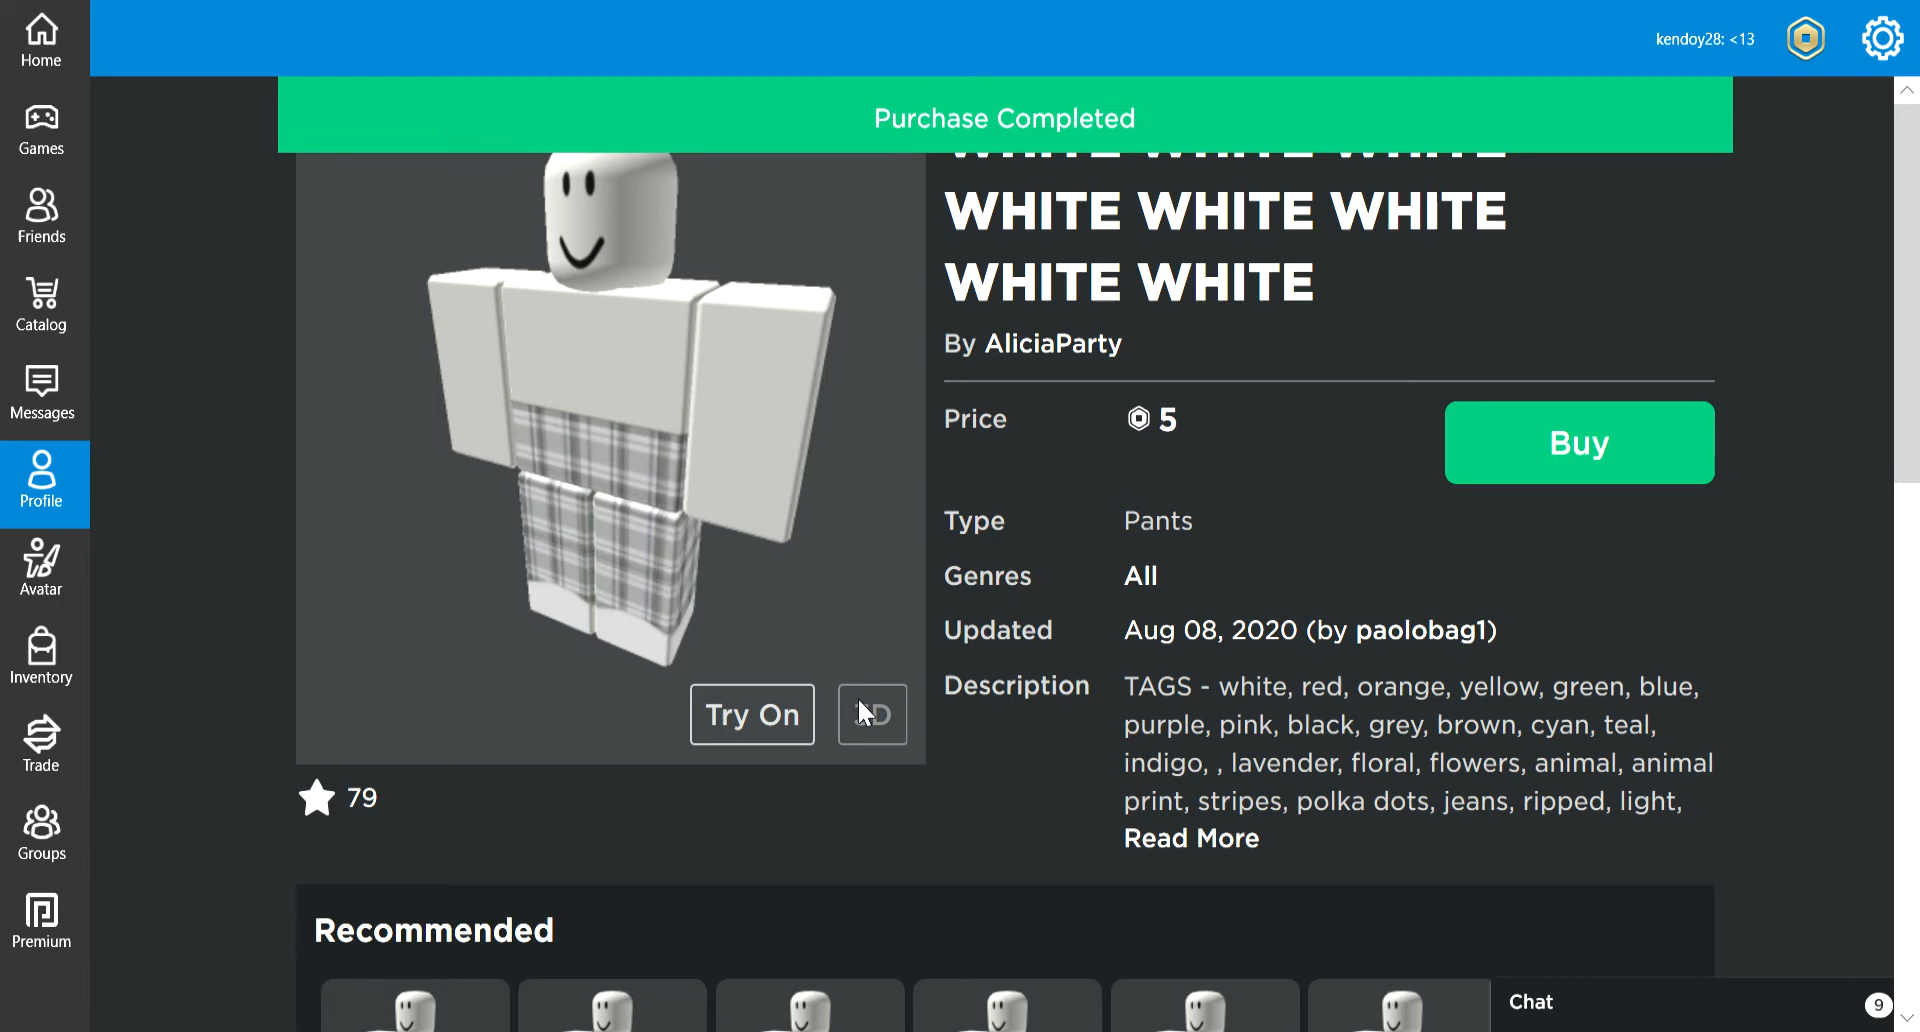 Home
Games
Friends
Catalog
Messages
Profile
Avatar
Inventory
Trade
Groups
Premium
kendoy28: <13
Purchase Completed
WHITE WHITE WHITE
WHITE WHITE
By AliciaParty
Price 5
Buy
Type Pants
Genres All
Updated Aug 08, 2020 (by paolobag1)
Description TAGS - white, red, orange, yellow, green, blue,
purple, pink, black, grey, brown, cyan, teal,
indigo, , lavender, floral, flowers, animal, animal
print, stripes, polka dots, jeans, ripped, light,
Read More
Try On
79
Recommended
Chat 9